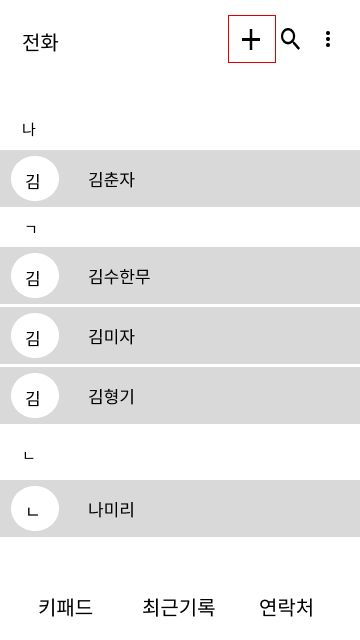 전화
나
김 김춘자
ㄱ
김 김수한무
김 김미자
김 김형기
ㄴ
ㄴ 나미리
키패드 최근기록 연락처